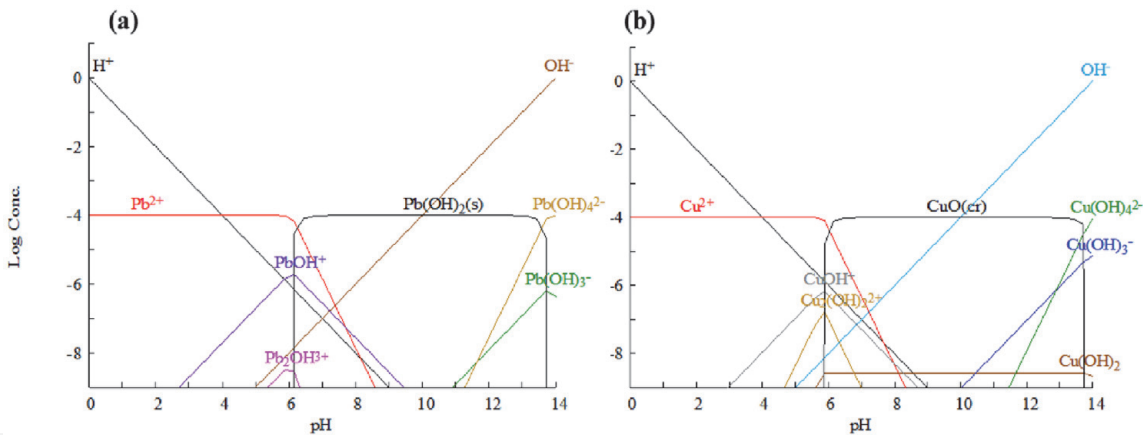 (a)
H⁺
OH⁻
Pb²⁺
Pb(OH)₂(s)
Pb(OH)₄²⁻
PbOH⁺
Pb(OH)₃⁻
Pb₂OH³⁺
Log Conc.
0
-2
-4
-6
-8
0 2 4 6 8 10 12 14
pH
(b)
H⁺
OH⁻
Cu²⁺
CuO(cr)
Cu(OH)₄²⁻
CuOH⁺
Cu(OH)₃⁻
Cu₂(OH)₂²⁺
Cu(OH)₂
0
-2
-4
-6
-8
0 2 4 6 8 10 12 14
pH